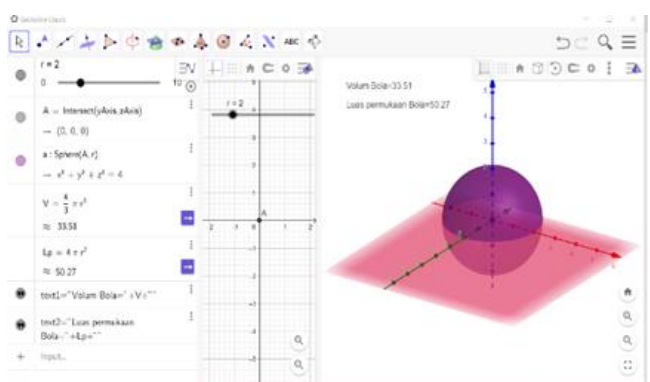 GeoGebra Classic
ABC
r = 2
0
10
A = Intersect(yAxis, zAxis)
→ (0, 0, 0)
a : Sphere(A, r)
→ x² + y² + z² = 4
V = 4/3 π r³
≈ 33.51
Lp = 4 π r²
≈ 50.27
text1="Volum Bola="+V+""
text2="Luas permukaan
Bola="+Lp+""
Input...
r = 2
A
Volum Bola=33.51
Luas permukaan Bola=50.27